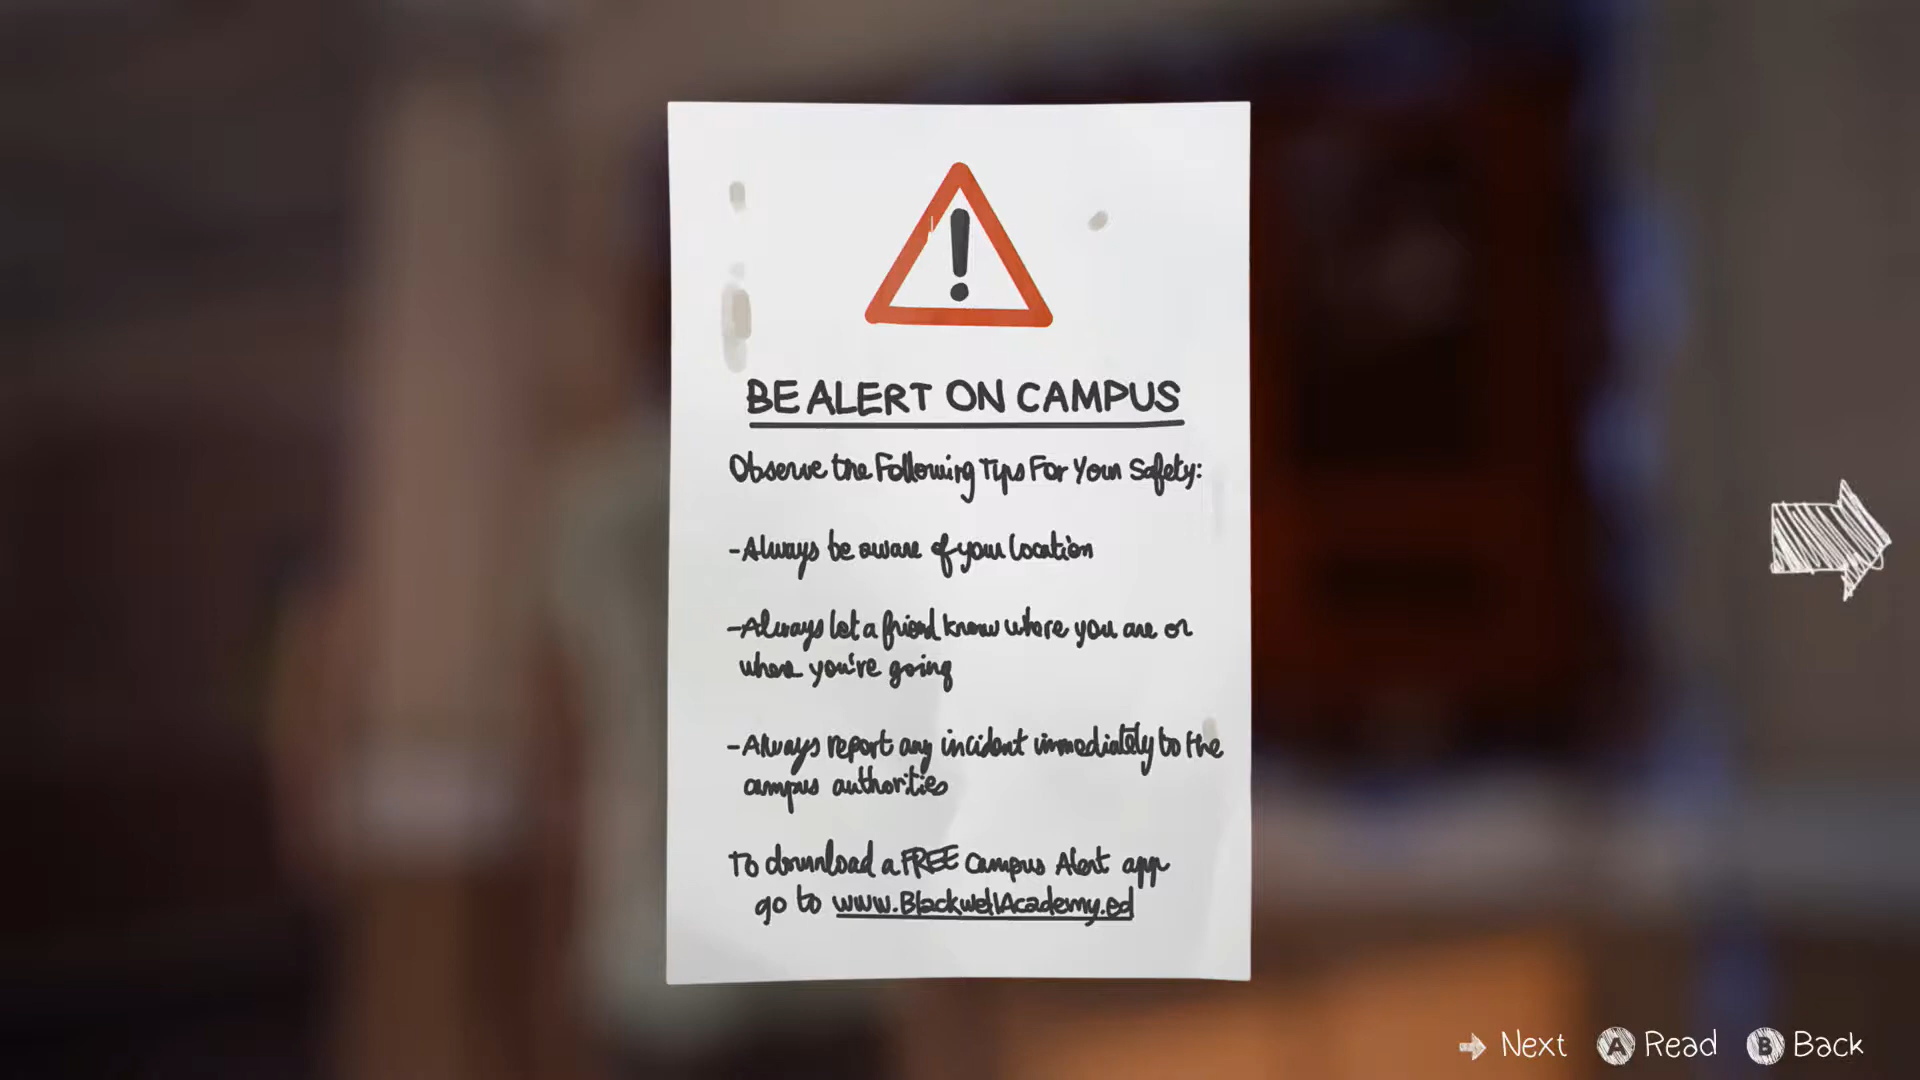 !
BE ALERT ON CAMPUS
Observe the Following Tips For Your Safety:
-Always be aware of your location
-Always let a friend know where you are or
where you're going
-Always report any incident immediately to the
campus authorities
To download a FREE Campus Alert app
go to www.BlackwellAcademy.ed
Next
A Read
B Back